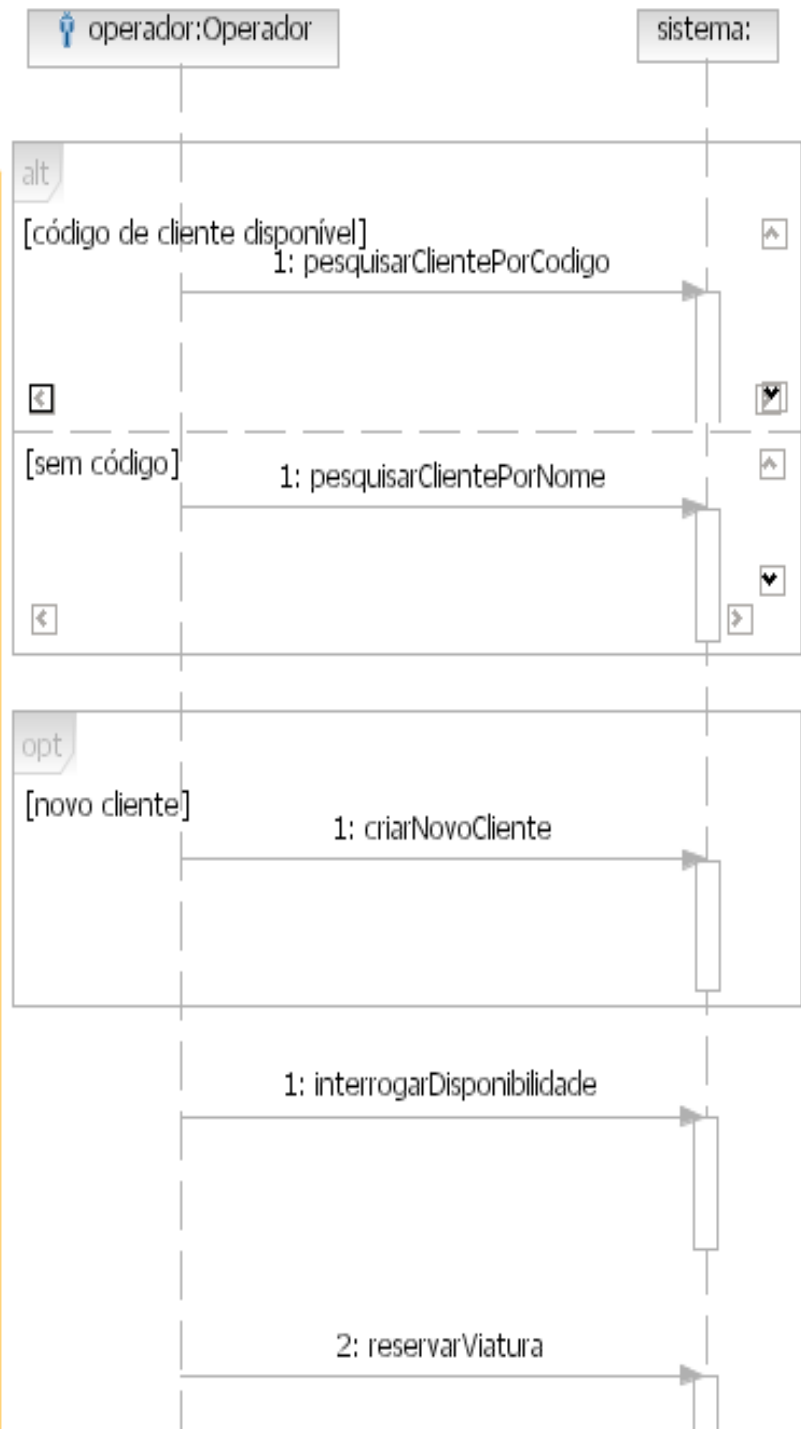 operador:Operador
sistema:
alt
[código de cliente disponível]
1: pesquisarClientePorCodigo
[sem código]
1: pesquisarClientePorNome
opt
[novo cliente]
1: criarNovoCliente
1: interrogarDisponibilidade
2: reservarViatura